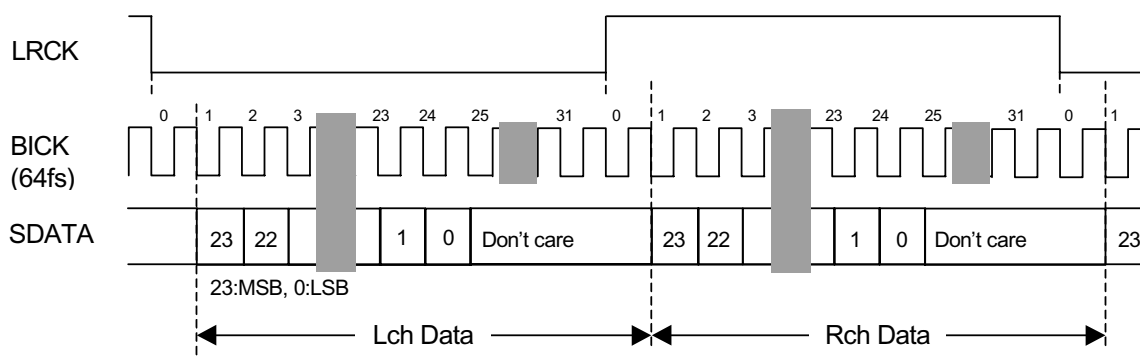 LRCK
0 1 2 3 23 24 25 31 0 1 2 3 23 24 25 31 0 1
BICK
(64fs)
SDATA 23 22 1 0 Don't care 23 22 1 0 Don't care 23
23:MSB, 0:LSB
Lch Data Rch Data